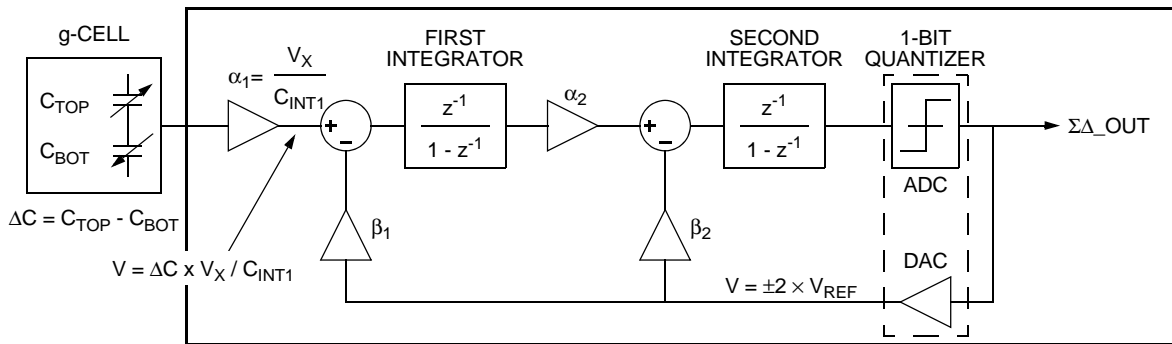 g-CELL
C_TOP
C_BOT
ΔC = C_TOP - C_BOT
α₁= V_X / C_INT1
V = ΔC x V_X / C_INT1
+
-
β₁
FIRST
INTEGRATOR
z⁻¹
1 - z⁻¹
α₂
+
-
β₂
SECOND
INTEGRATOR
z⁻¹
1 - z⁻¹
1-BIT
QUANTIZER
ADC
DAC
V = ±2 × V_REF
ΣΔ_OUT